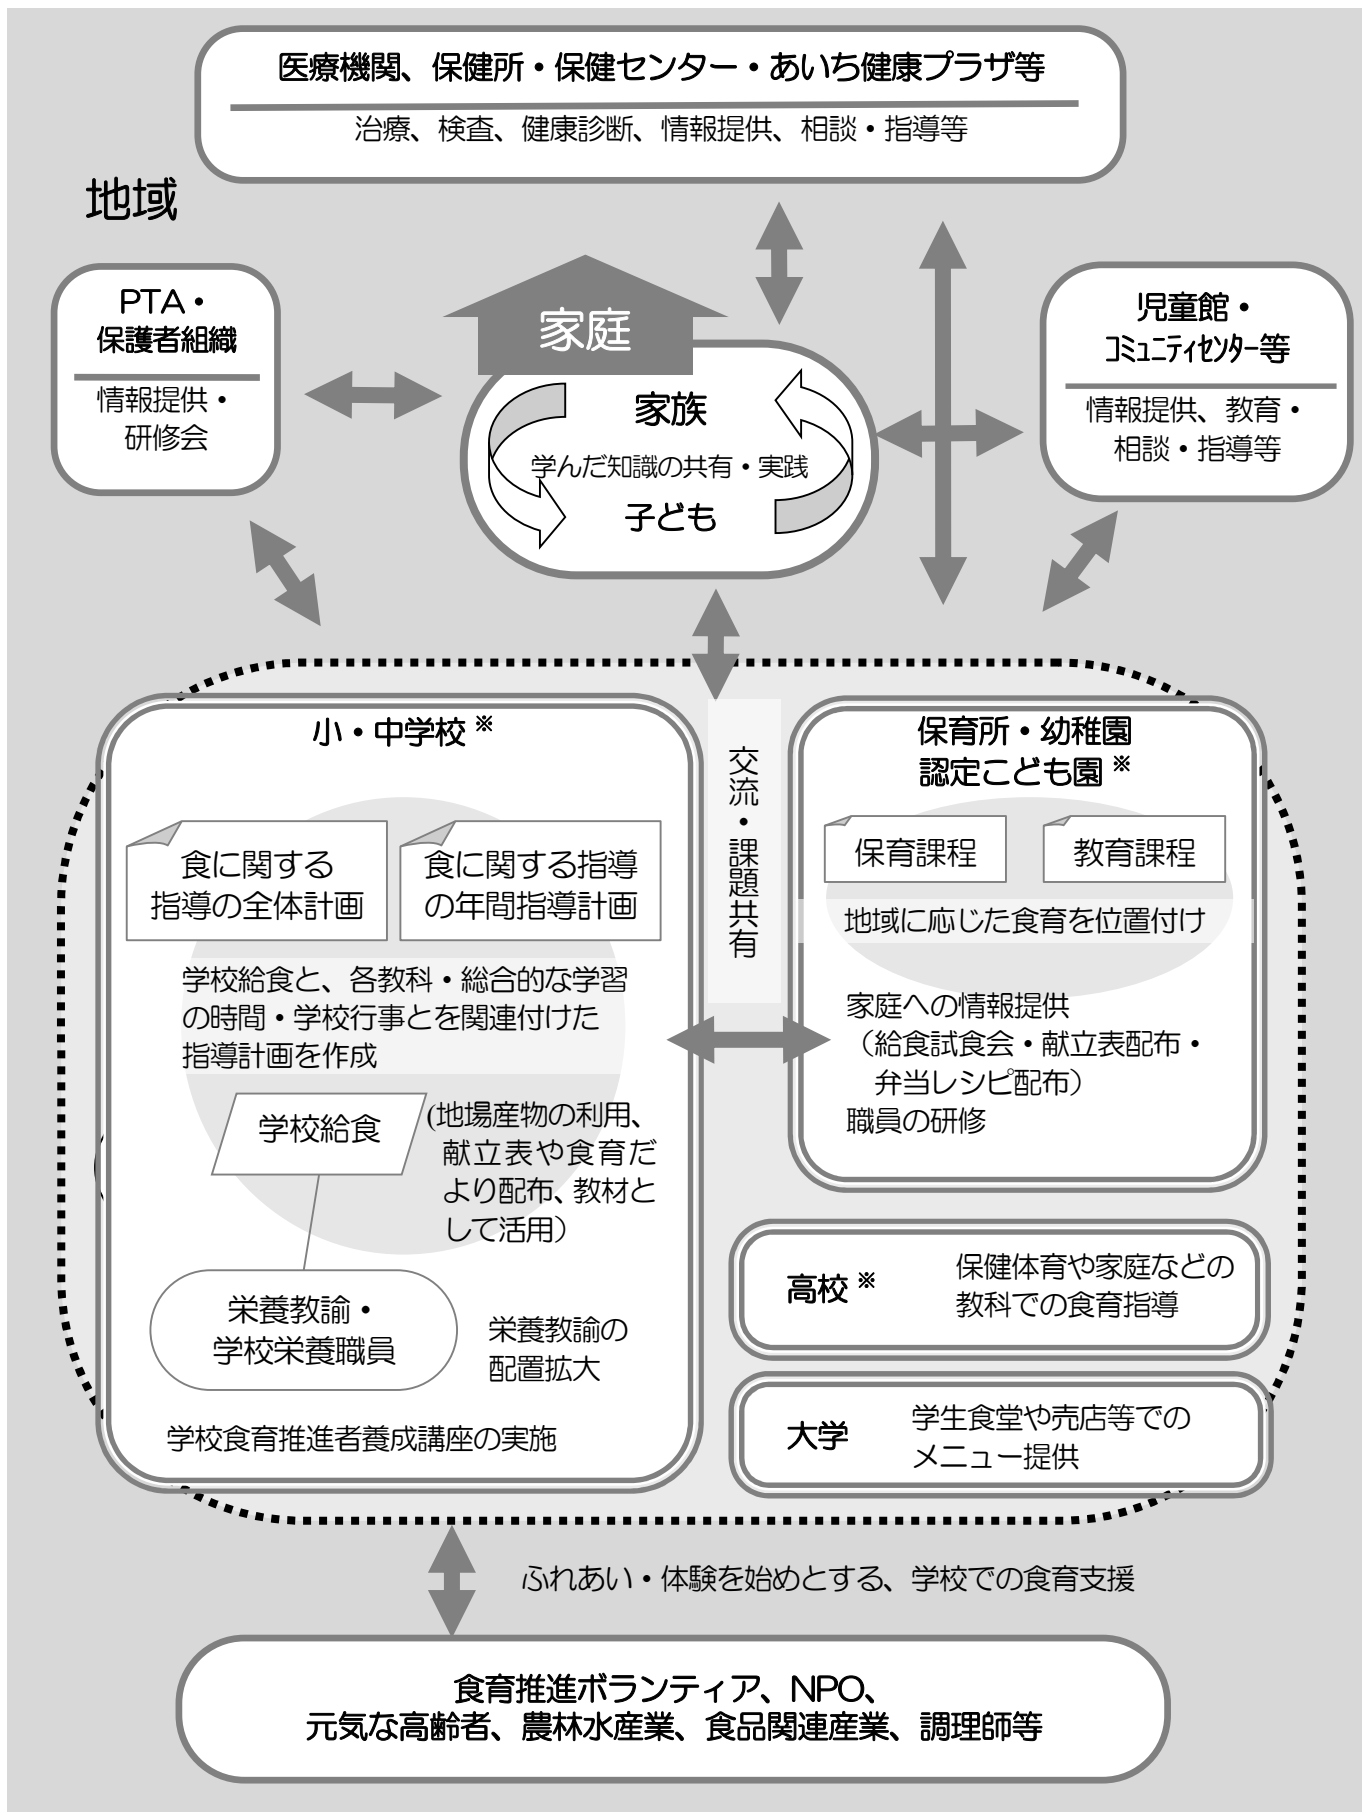 医療機関、保健所・保健センター・あいち健康プラザ等
治療、検査、健康診断、情報提供、相談・指導等
地域
PTA・
保護者組織
情報提供・
研修会
家庭
家族
学んだ知識の共有・実践
子ども
児童館・
コミュニティセンター等
情報提供、教育・
相談・指導等
小・中学校※
食に関する
指導の全体計画
食に関する指導
の年間指導計画
学校給食と、各教科・総合的な学習
の時間・学校行事とを関連付けた
指導計画を作成
学校給食
(地場産物の利用、
献立表や食育だ
より配布、教材と
して活用）
栄養教諭・
学校栄養職員
栄養教諭の
配置拡大
学校食育推進者養成講座の実施
交流・課題共有
保育所・幼稚園
認定こども園※
保育課程
教育課程
地域に応じた食育を位置付け
家庭への情報提供
（給食試食会・献立表配布・
弁当レシピ配布）
職員の研修
高校※
保健体育や家庭などの
教科での食育指導
大学
学生食堂や売店等での
メニュー提供
ふれあい・体験を始めとする、学校での食育支援
食育推進ボランティア、NPO、
元気な高齢者、農林水産業、食品関連産業、調理師等